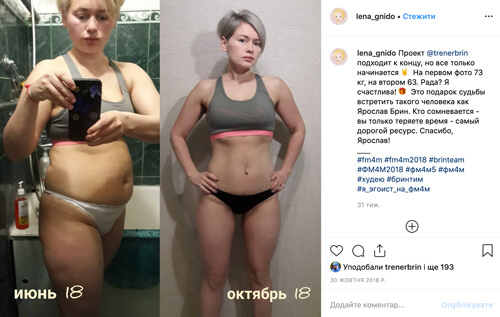 июнь 18
октябрь 18
lena_gnido • Стежити
lena_gnido Проект @trenerbrin
подходит к концу, но все только
начинается 🤘 На первом фото 73
кг, на втором 63. Рада? Я
счастлива! 🎁 Это подарок судьбы
встретить такого человека как
Ярослав Брин. Кто сомневается -
вы только теряете время - самый
дорогой ресурс. Спасибо,
Ярослав!
___
#fm4m #fm4m2018 #brinteam
#ФМ4М2018 #фм4м5 #фм4м
#худею #бринтим
#я_эгоист_на_фм4м
31 тиж.
Уподобали trenerbrin і ще 193
30 ЖОВТНЯ 2018 Р.
Додайте коментар... Опублікувати